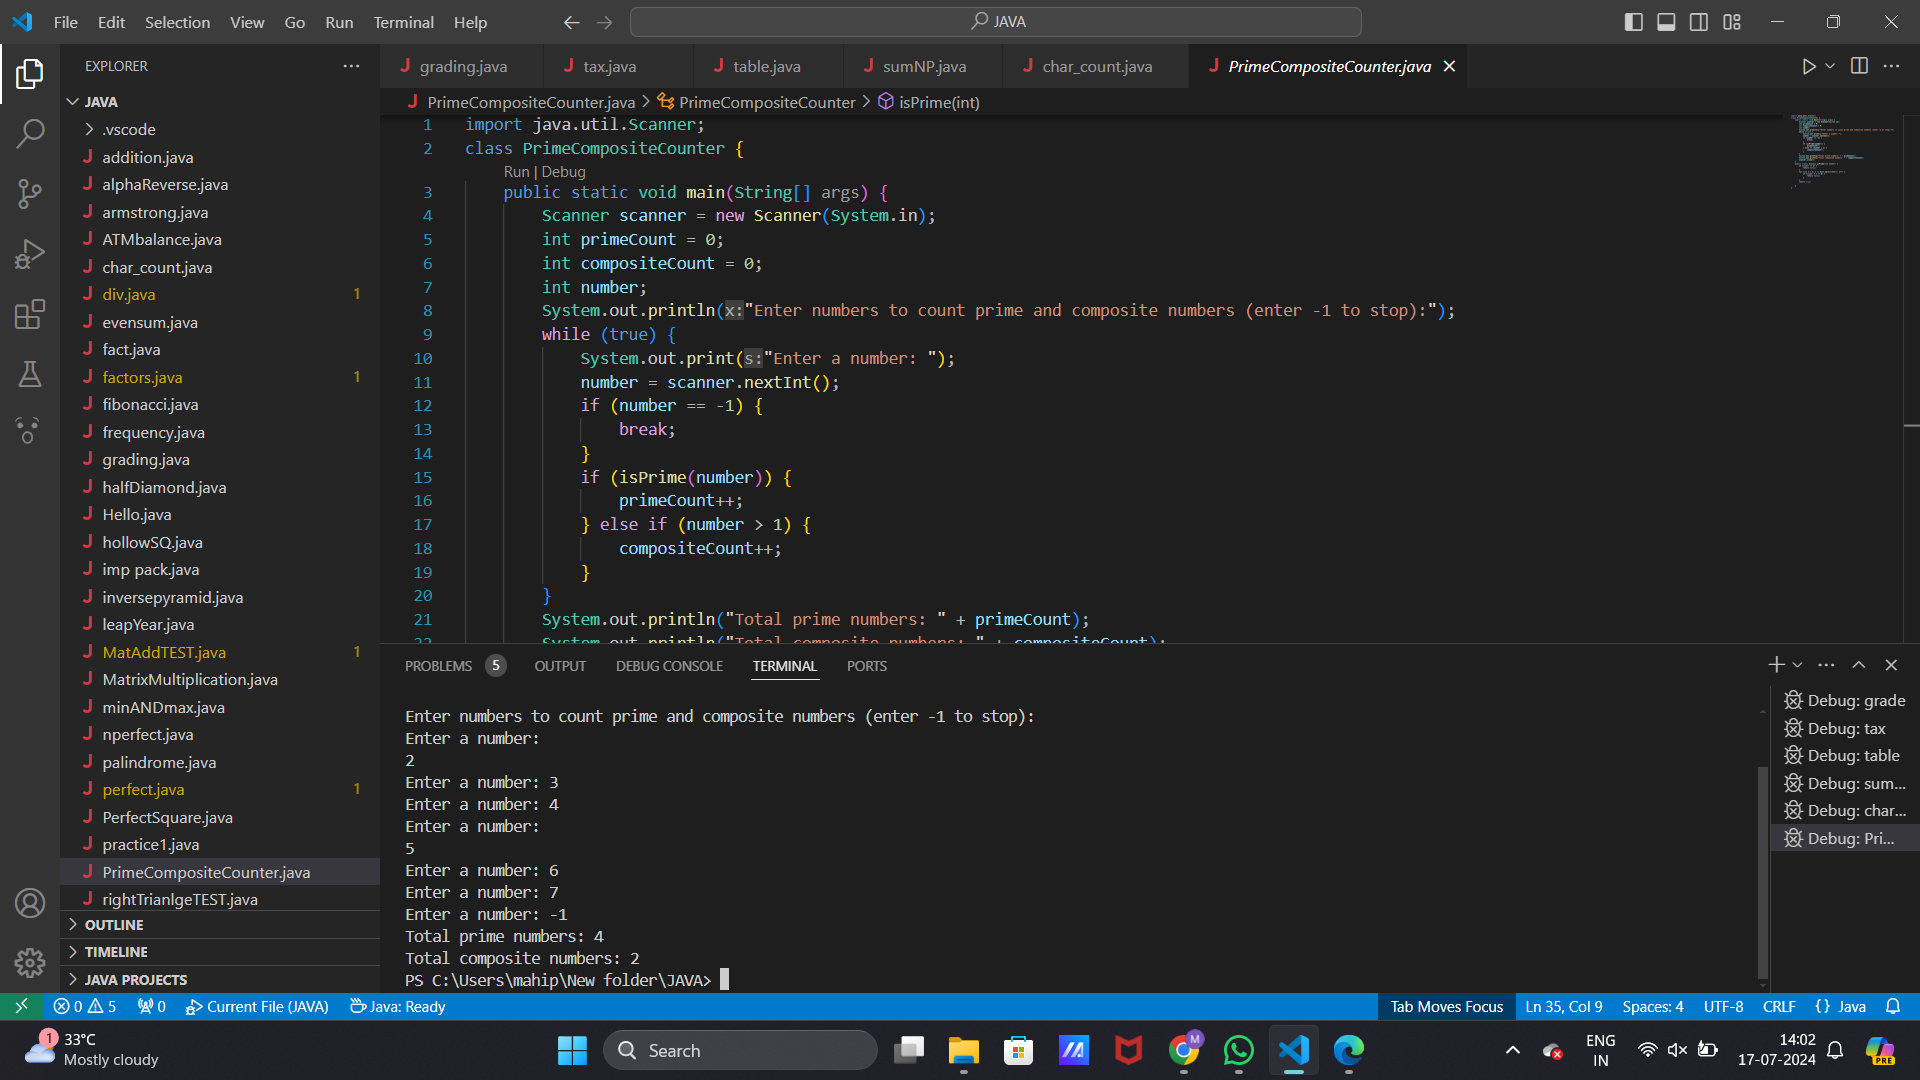 File Edit Selection View Go Run Terminal Help
JAVA
EXPLORER
JAVA
.vscode
addition.java
alphaReverse.java
armstrong.java
ATMbalance.java
char_count.java
div.java 1
evensum.java
fact.java
factors.java 1
fibonacci.java
frequency.java
grading.java
halfDiamond.java
Hello.java
hollowSQ.java
imp pack.java
inversepyramid.java
leapYear.java
MatAddTEST.java 1
MatrixMultiplication.java
minANDmax.java
nperfect.java
palindrome.java
perfect.java 1
PerfectSquare.java
practice1.java
PrimeCompositeCounter.java
rightTrianlgeTEST.java
OUTLINE
TIMELINE
JAVA PROJECTS
grading.java tax.java table.java sumNP.java char_count.java PrimeCompositeCounter.java
PrimeCompositeCounter.java > PrimeCompositeCounter > isPrime(int)
1 import java.util.Scanner;
2 class PrimeCompositeCounter {
Run | Debug
3 public static void main(String[] args) {
4 Scanner scanner = new Scanner(System.in);
5 int primeCount = 0;
6 int compositeCount = 0;
7 int number;
8 System.out.println(x:"Enter numbers to count prime and composite numbers (enter -1 to stop):");
9 while (true) {
10 System.out.print(s:"Enter a number: ");
11 number = scanner.nextInt();
12 if (number == -1) {
13 break;
14 }
15 if (isPrime(number)) {
16 primeCount++;
17 } else if (number > 1) {
18 compositeCount++;
19 }
20 }
21 System.out.println("Total prime numbers: " + primeCount);
22 System.out.println("Total composite numbers: " + compositeCount);
PROBLEMS 5 OUTPUT DEBUG CONSOLE TERMINAL PORTS
Enter numbers to count prime and composite numbers (enter -1 to stop):
Enter a number:
2
Enter a number: 3
Enter a number: 4
Enter a number:
5
Enter a number: 6
Enter a number: 7
Enter a number: -1
Total prime numbers: 4
Total composite numbers: 2
PS C:\Users\mahip\New folder\JAVA>
Debug: grade
Debug: tax
Debug: table
Debug: sum...
Debug: char...
Debug: Pri...
0 5 0 Current File (JAVA) Java: Ready Tab Moves Focus Ln 35, Col 9 Spaces: 4 UTF-8 CRLF {} Java
1
33°C
Mostly cloudy
Search
M
ENG
IN
14:02
17-07-2024
PRE